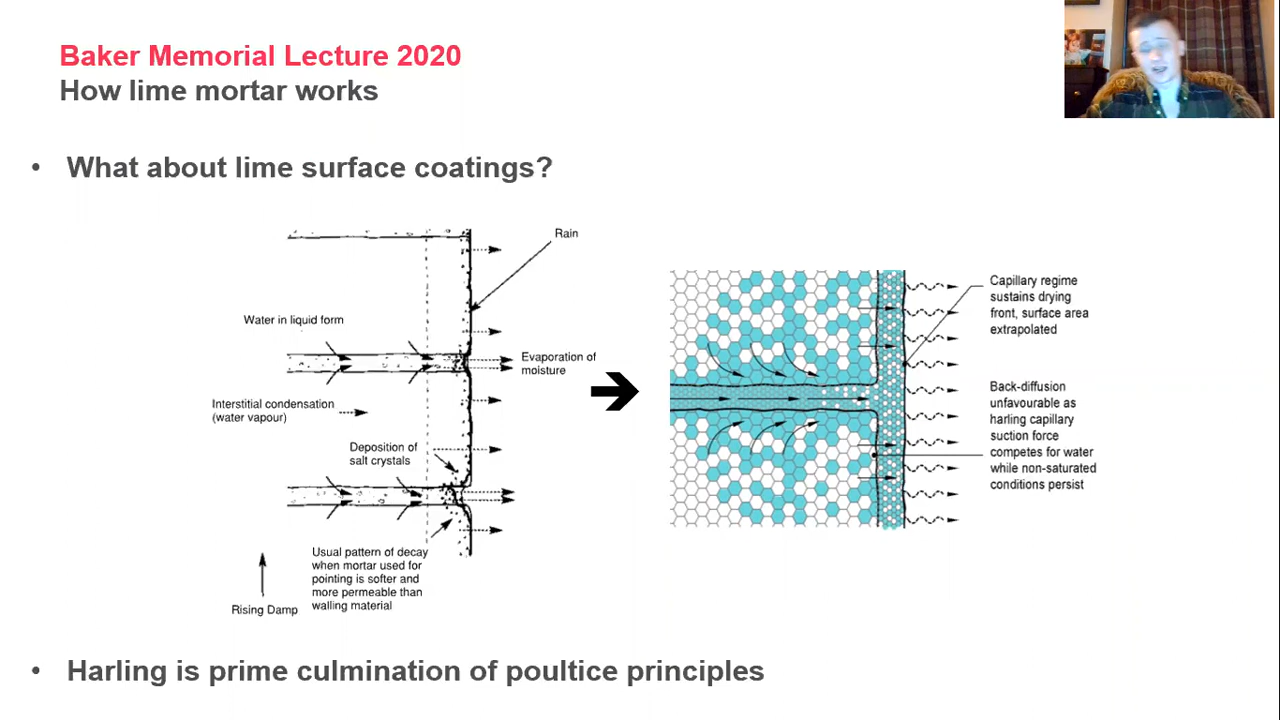 Baker Memorial Lecture 2020
How lime mortar works
• What about lime surface coatings?
Rain
Water in liquid form
Evaporation of
moisture
Interstitial condensation
(water vapour)
Deposition of
salt crystals
Usual pattern of decay
when mortar used for
pointing is softer and
more permeable than
walling material
Rising Damp
Capillary regime
sustains drying
front, surface area
extrapolated
Back-diffusion
unfavourable as
harling capillary
suction force
competes for water
while non-saturated
conditions persist
• Harling is prime culmination of poultice principles